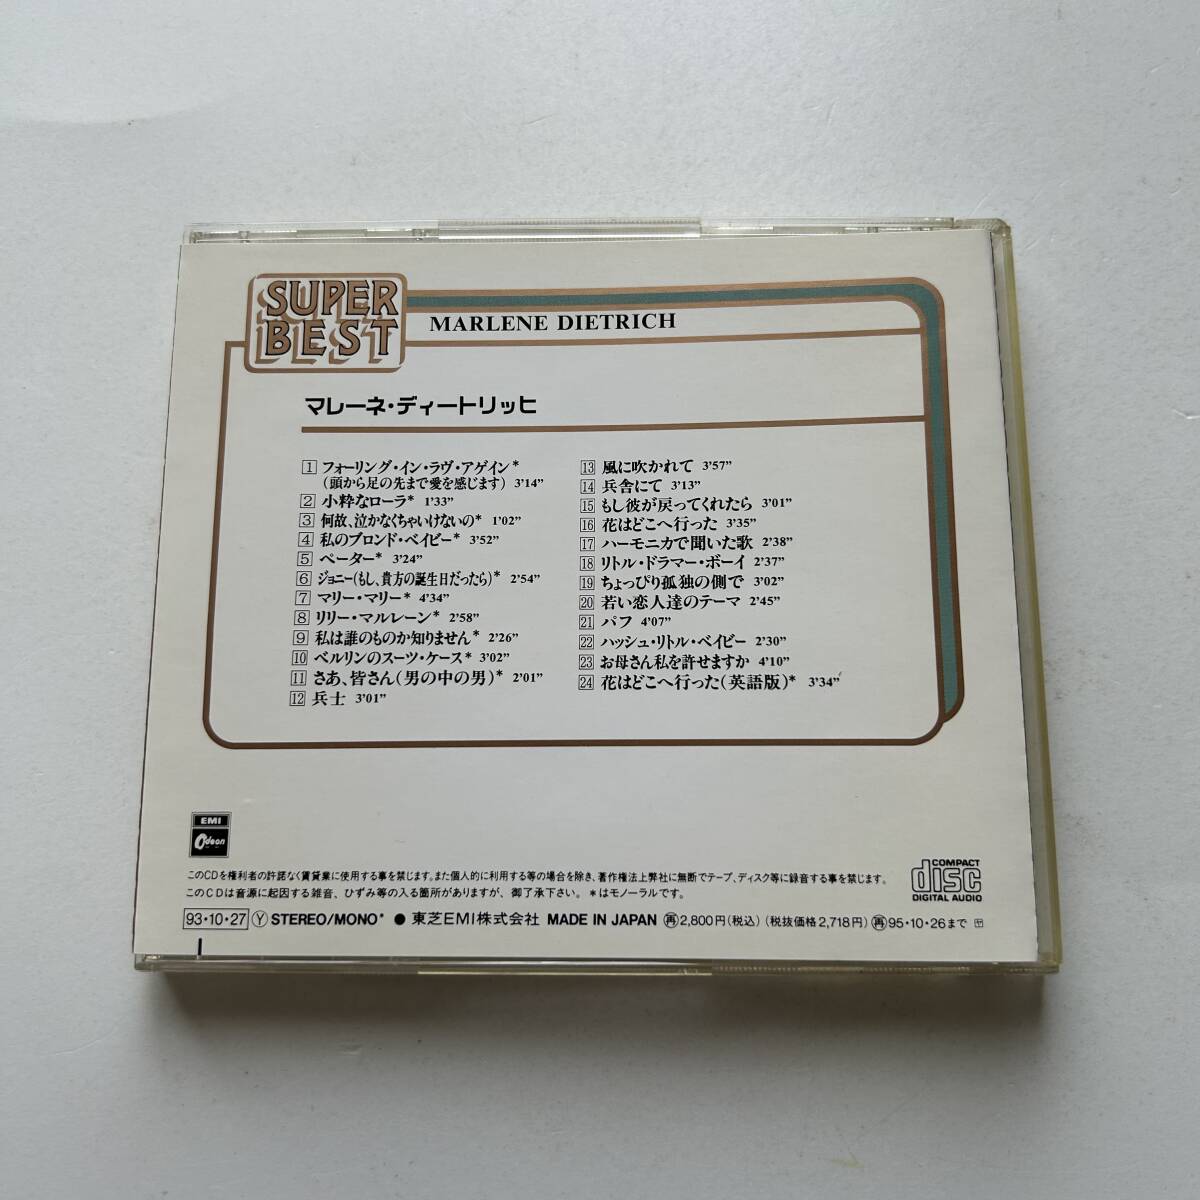 SUPER
BEST
MARLENE DIETRICH
マレーネ・ディートリッヒ
1 フォーリング・イン・ラヴ・アゲイン*
(頭から足の先まで愛を感じます) 3'14"
2 小粋なローラ* 1'33"
3 何故、泣かなくちゃいけないの* 1'02"
4 私のブロンド・ベイビー* 3'52"
5 ペーター* 3'24"
6 ジョニー(もし、貴方の誕生日だったら)* 2'54"
7 マリー・マリー* 4'34"
8 リリー・マルレーン* 2'58"
9 私は誰のものか知りません* 2'26"
10 ベルリンのスーツ・ケース* 3'02"
11 さあ、皆さん(男の中の男)* 2'01"
12 兵士 3'01"
13 風に吹かれて 3'57"
14 兵舎にて 3'13"
15 もし彼が戻ってくれたら 3'01"
16 花はどこへ行った 3'35"
17 ハーモニカで聞いた歌 2'38"
18 リトル・ドラマー・ボーイ 2'37"
19 ちょっぴり孤独の側で 3'02"
20 若い恋人達のテーマ 2'45"
21 パフ 4'07"
22 ハッシュ・リトル・ベイビー 2'30"
23 お母さん私を許せますか 4'10"
24 花はどこへ行った(英語版)* 3'34"
EMI
Odeon
このCDを権利者の許諾なく賃貸業に使用する事を禁じます。また個人的に利用する等の場合を除き、著作権法上弊社に無断でテープ、ディスク等に録音する事を禁じます。
このCDは音源に起因する雑音、ひずみ等の入る箇所がありますが、御了承下さい。*はモノーラルです。
COMPACT
disc
DIGITAL AUDIO
93・10・27 Ⓨ STEREO/MONO* ● 東芝EMI株式会社 MADE IN JAPAN 再 2,800円(税込) (税抜価格2,718円) 再 95・10・26まで